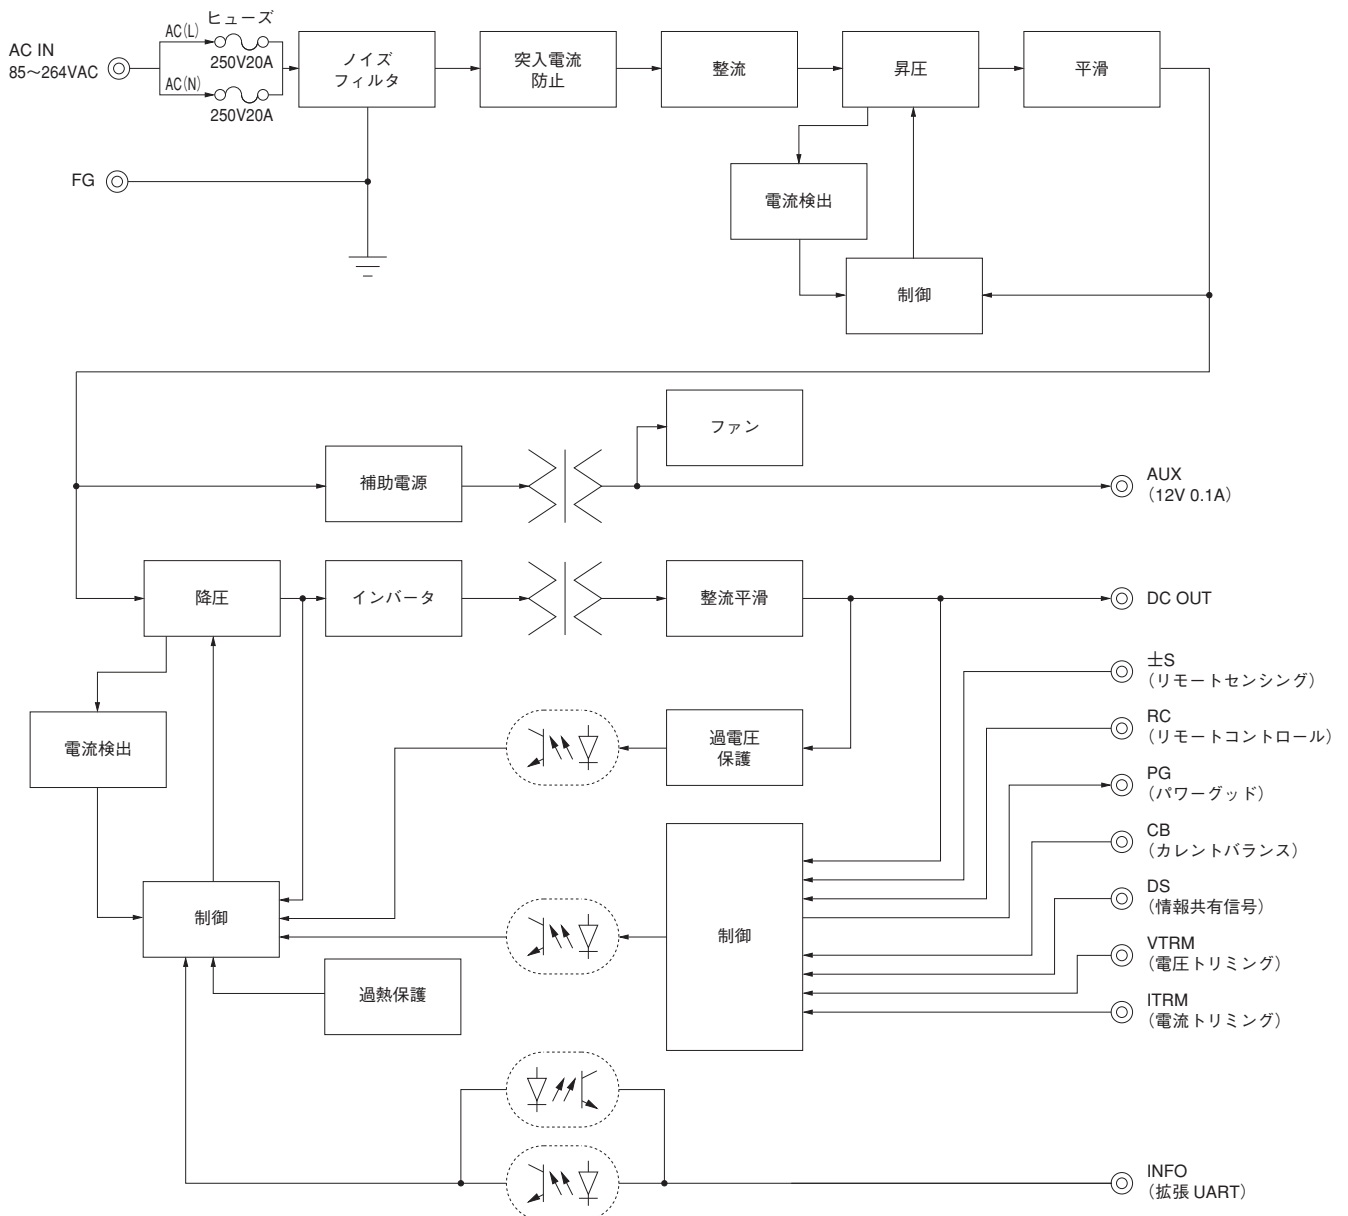 ヒューズ
AC IN
85〜264VAC
AC(L)
250V20A
AC(N)
250V20A
ノイズ
フィルタ
突入電流
防止
整流
昇圧
平滑
FG
電流検出
制御
ファン
補助電源
AUX
（12V 0.1A）
降圧
インバータ
整流平滑
DC OUT
±S
（リモートセンシング）
電流検出
過電圧
保護
RC
（リモートコントロール）
PG
（パワーグッド）
CB
（カレントバランス）
制御
制御
DS
（情報共有信号）
VTRM
（電圧トリミング）
過熱保護
ITRM
（電流トリミング）
INFO
（拡張 UART）